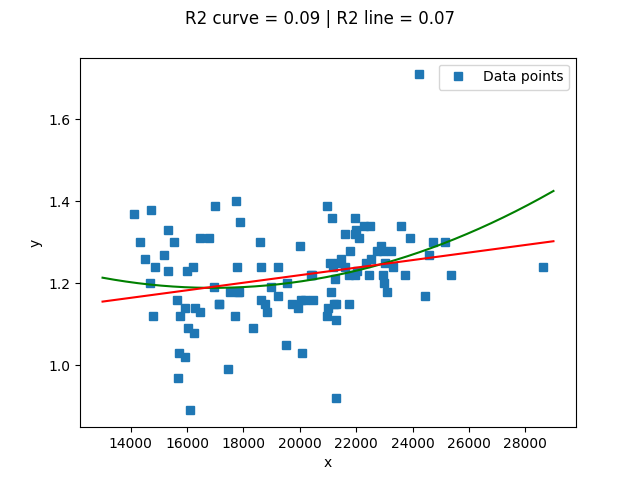 R2 curve = 0.09 | R2 line = 0.07
Data points
1.6
1.4
1.2
1.0
y
14000 16000 18000 20000 22000 24000 26000 28000
x